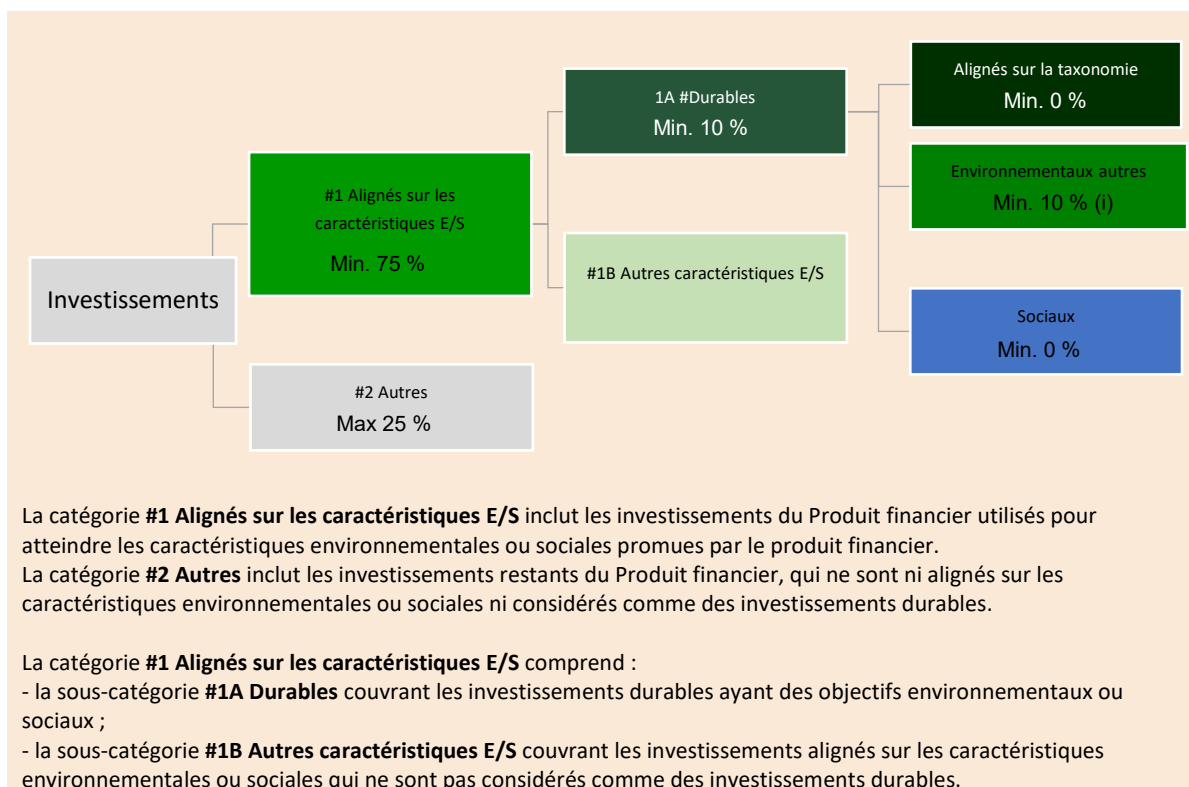 Investissements
#1 Alignés sur les
caractéristiques E/S
Min. 75 %
#2 Autres
Max 25 %
1A #Durables
Min. 10 %
#1B Autres caractéristiques E/S
Alignés sur la taxonomie
Min. 0 %
Environnementaux autres
Min. 10 % (i)
Sociaux
Min. 0 %
La catégorie #1 Alignés sur les caractéristiques E/S inclut les investissements du Produit financier utilisés pour
atteindre les caractéristiques environnementales ou sociales promues par le produit financier.
La catégorie #2 Autres inclut les investissements restants du Produit financier, qui ne sont ni alignés sur les
caractéristiques environnementales ou sociales ni considérés comme des investissements durables.
La catégorie #1 Alignés sur les caractéristiques E/S comprend :
- la sous-catégorie #1A Durables couvrant les investissements durables ayant des objectifs environnementaux ou
sociaux ;
- la sous-catégorie #1B Autres caractéristiques E/S couvrant les investissements alignés sur les caractéristiques
environnementales ou sociales qui ne sont pas considérés comme des investissements durables.